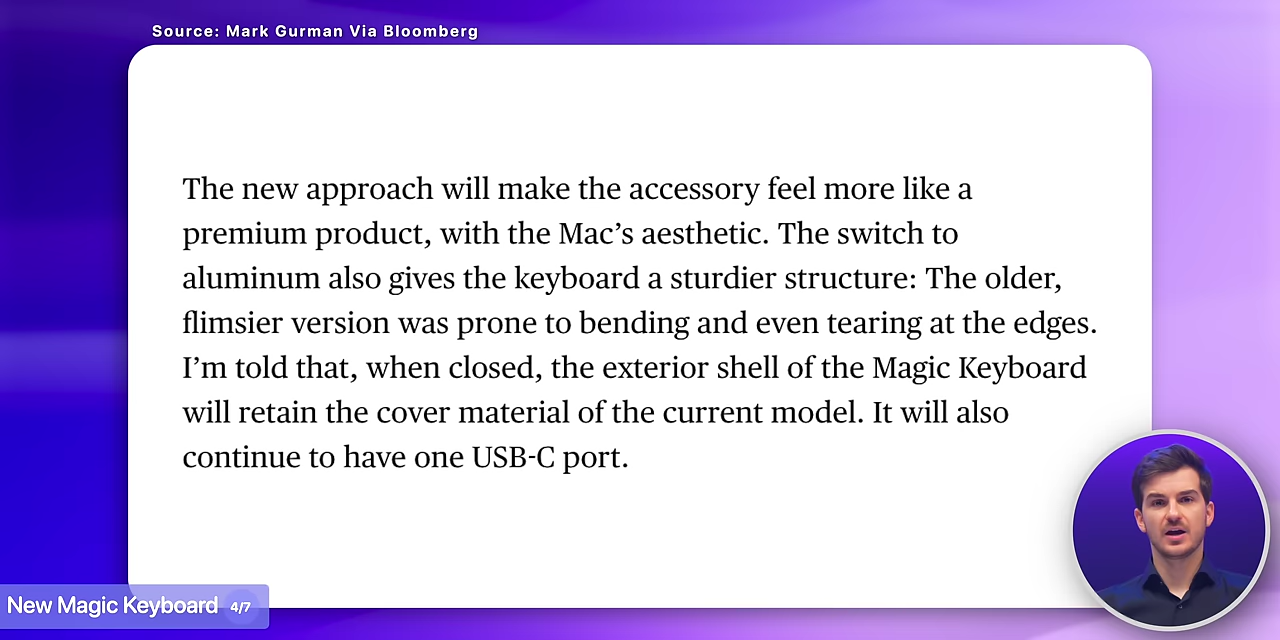 Source: Mark Gurman Via Bloomberg
The new approach will make the accessory feel more like a
premium product, with the Mac’s aesthetic. The switch to
aluminum also gives the keyboard a sturdier structure: The older,
flimsier version was prone to bending and even tearing at the edges.
I’m told that, when closed, the exterior shell of the Magic Keyboard
will retain the cover material of the current model. It will also
continue to have one USB-C port.
New Magic Keyboard 4/7